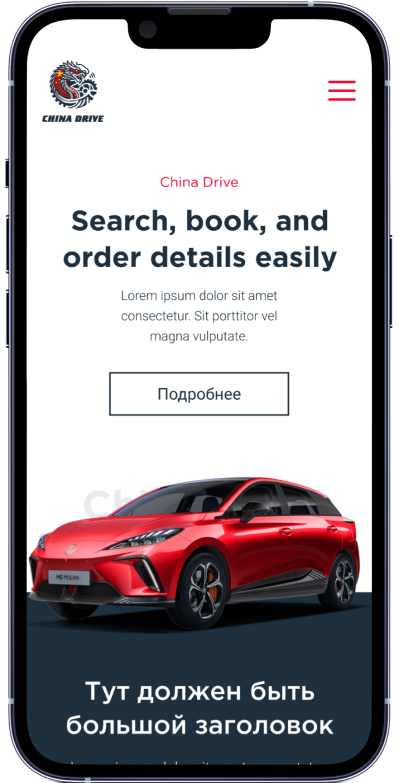 CHINA DRIVE
China Drive
Search, book, and
order details easily
Lorem ipsum dolor sit amet
consectetur. Sit porttitor vel
magna vulputate.
Подробнее
MG MULAN
Тут должен быть
большой заголовок